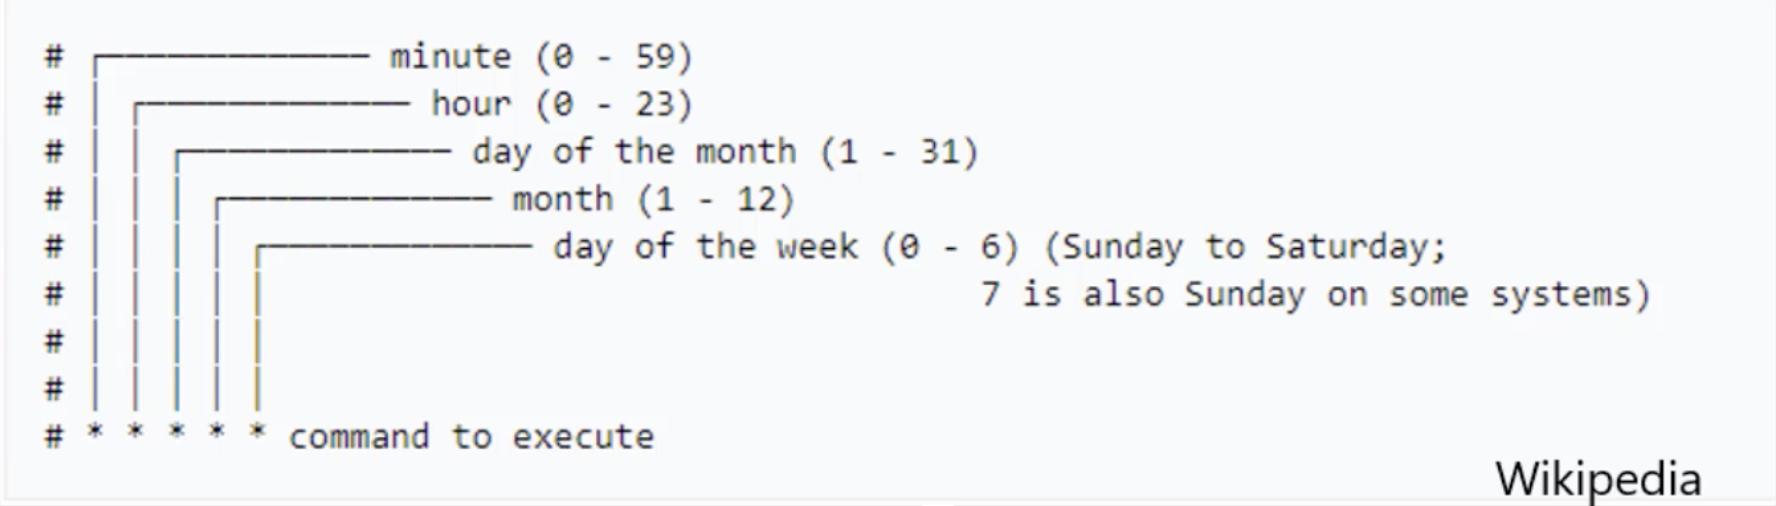 # ┌───────────── minute (0 - 59)
# │ ┌───────────── hour (0 - 23)
# │ │ ┌───────────── day of the month (1 - 31)
# │ │ │ ┌───────────── month (1 - 12)
# │ │ │ │ ┌───────────── day of the week (0 - 6) (Sunday to Saturday;
# │ │ │ │ │                                   7 is also Sunday on some systems)
# │ │ │ │ │
# │ │ │ │ │
# * * * * * command to execute
Wikipedia